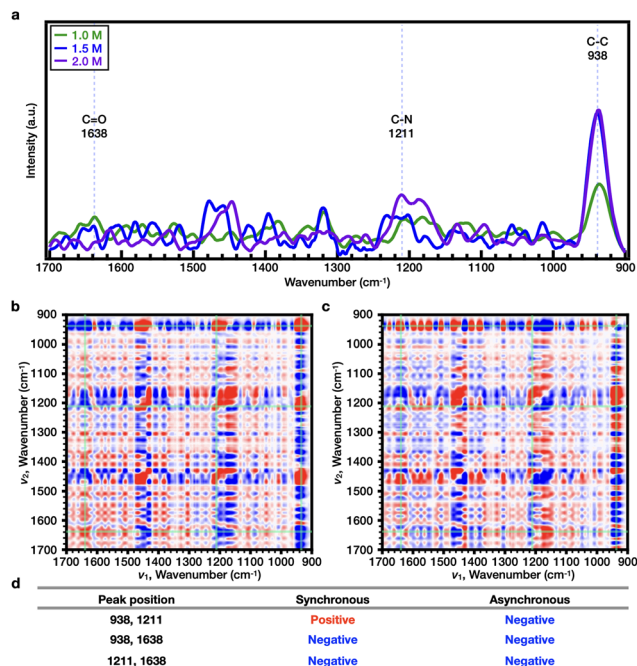 a
1.0 M
1.5 M
2.0 M
C=O
1638
C-N
1211
C-C
938
Intensity (a.u.)
1700 1600 1500 1400 1300 1200 1100 1000 900
Wavenumber (cm⁻¹)
b
900
1000
1100
1200
1300
1400
1500
1600
1700
ν₂, Wavenumber (cm⁻¹)
1700 1600 1500 1400 1300 1200 1100 1000 900
ν₁, Wavenumber (cm⁻¹)
c
900
1000
1100
1200
1300
1400
1500
1600
1700
ν₂, Wavenumber (cm⁻¹)
1700 1600 1500 1400 1300 1200 1100 1000 900
ν₁, Wavenumber (cm⁻¹)
d
Peak position Synchronous Asynchronous
938, 1211 Positive Negative
938, 1638 Negative Negative
1211, 1638 Negative Negative